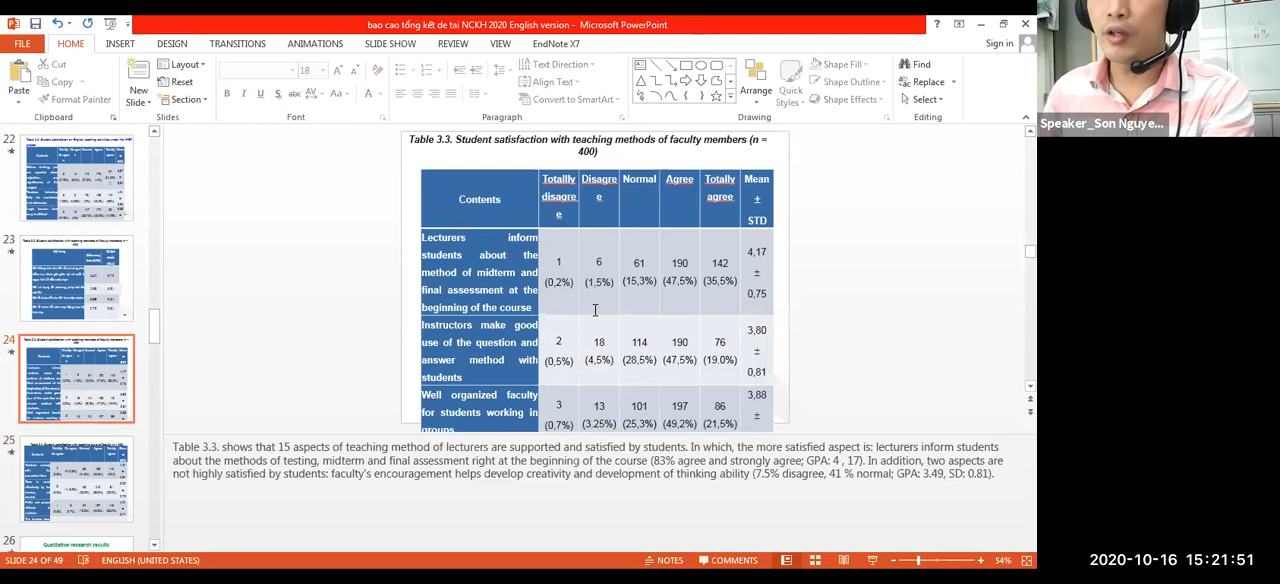 bao cao tổng kết de tai NCKH 2020 English version - Microsoft PowerPoint
FILE HOME INSERT DESIGN TRANSITIONS ANIMATIONS SLIDE SHOW REVIEW VIEW EndNote X7 Sign in
Paste Cut Copy Format Painter
Clipboard
New Slide Layout Reset Section
Slides
18
Font
Text Direction Align Text Convert to SmartArt
Paragraph
Arrange Quick Styles Shape Fill Shape Outline Shape Effects
Drawing
Find Replace Select
Editing
Speaker_Son Nguye...
22
23
24
25
26
Qualitative research results
Table 3.3. Student satisfaction with teaching methods of faculty members (n =
400)
Contents
Totallly
disagre
e
Disagre
e
Normal
Agree
Totally
agree
Mean
±
STD
Lecturers inform
students about the
method of midterm and
final assessment at the
beginning of the course
1
(0,2%)
6
(1,5%)
61
(15,3%)
190
(47,5%)
142
(35,5%)
4,17
±
0,75
Instructors make good
use of the question and
answer method with
students
2
(0,5%)
18
(4,5%)
114
(28,5%)
190
(47,5%)
76
(19.0%)
3,80
±
0,81
Well organized faculty
for students working in
groups
3
(0,7%)
13
(3.25%)
101
(25,3%)
197
(49,2%)
86
(21,5%)
3,88
±
Table 3.3. shows that 15 aspects of teaching method of lecturers are supported and satisfied by students. In which, the more satisfied aspect is: lecturers inform students
about the methods of testing, midterm and final assessment right at the beginning of the course (83% agree and strongly agree; GPA: 4 , 17). In addition, two aspects are
not highly satisfied by students: faculty's encouragement helps develop creativity and development of thinking ability (7.5% disagree, 41 % normal; GPA: 3.49, SD: 0.81).
SLIDE 24 OF 49 ENGLISH (UNITED STATES) NOTES COMMENTS 54%
2020-10-16 15:21:51